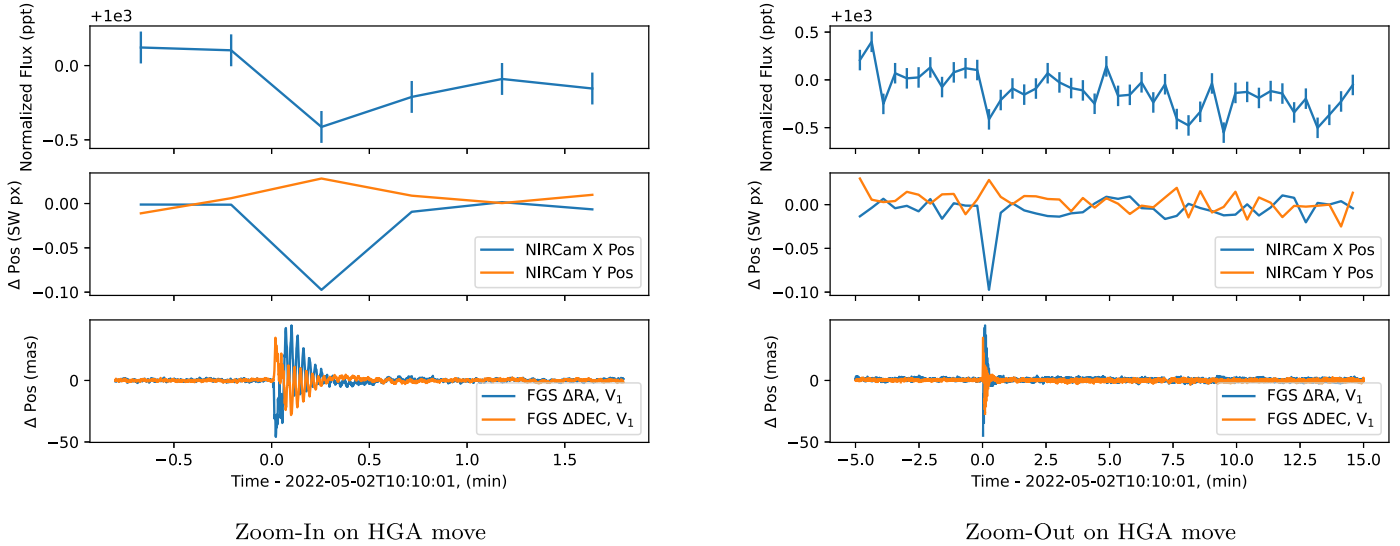 +1e3
Normalized Flux (ppt)
0.0
−0.5
Δ Pos (SW px)
0.00
−0.05
−0.10
NIRCam X Pos
NIRCam Y Pos
Δ Pos (mas)
0
−50
FGS ΔRA, V₁
FGS ΔDEC, V₁
−0.5 0.0 0.5 1.0 1.5
Time - 2022-05-02T10:10:01, (min)
Zoom-In on HGA move
+1e3
Normalized Flux (ppt)
0.5
0.0
−0.5
Δ Pos (SW px)
0.00
−0.05
−0.10
NIRCam X Pos
NIRCam Y Pos
Δ Pos (mas)
0
−50
FGS ΔRA, V₁
FGS ΔDEC, V₁
−5.0 −2.5 0.0 2.5 5.0 7.5 10.0 12.5 15.0
Time - 2022-05-02T10:10:01, (min)
Zoom-Out on HGA move